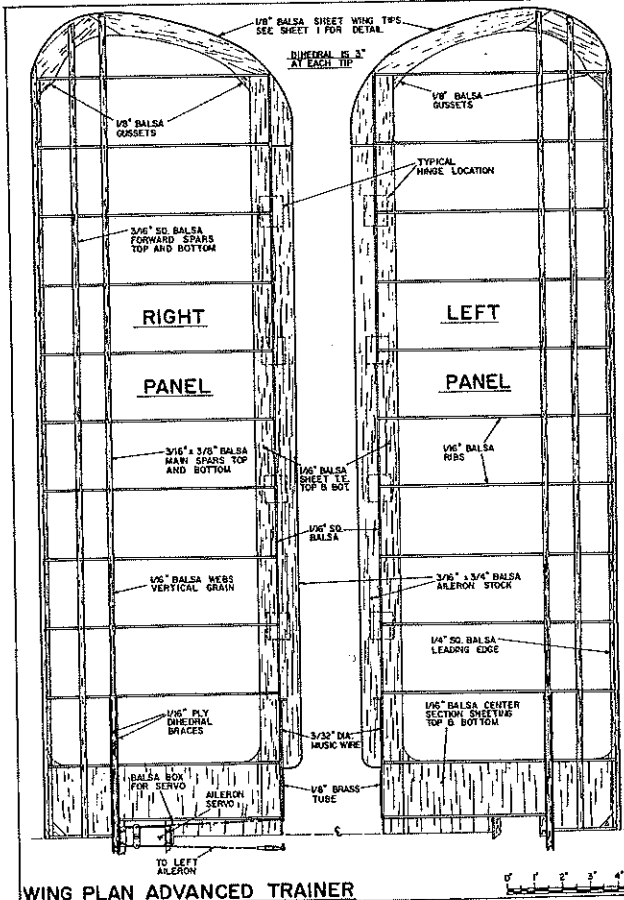 1/8" BALSA SHEET WING TIPS
SEE SHEET 1 FOR DETAIL
DIHEDRAL IS 3"
AT EACH TIP
1/8" BALSA
GUSSETS
1/8" BALSA
GUSSETS
TYPICAL
HINGE LOCATION
3/16" SQ. BALSA
FORWARD SPARS
TOP AND BOTTOM
RIGHT
PANEL
LEFT
PANEL
3/16" x 3/8" BALSA
MAIN SPARS TOP
AND BOTTOM
1/16" BALSA
SHEET T.E.
TOP & BOT.
1/16" BALSA
RIBS
1/16" SQ.
BALSA
1/16" BALSA WEBS
VERTICAL GRAIN
3/16" x 3/4" BALSA
AILERON STOCK
1/4" SQ. BALSA
LEADING EDGE
1/16" PLY
DIHEDRAL
BRACES
3/32" DIA.
MUSIC WIRE
1/16" BALSA CENTER
SECTION SHEETING
TOP & BOTTOM
BALSA BOX
FOR SERVO
AILERON
SERVO
1/8" BRASS
TUBE
℄
TO LEFT
AILERON
WING PLAN ADVANCED TRAINER
0" 1" 2" 3" 4"